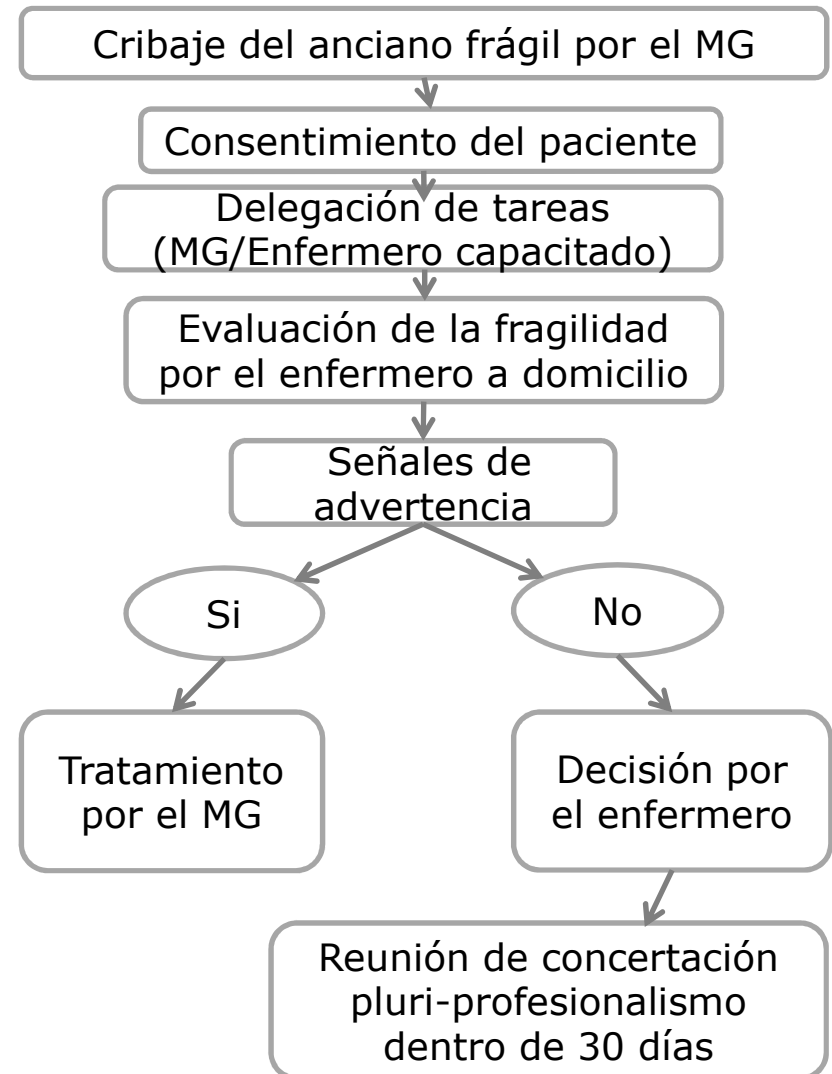 Cribaje del anciano frágil por el MG
Consentimiento del paciente
Delegación de tareas
(MG/Enfermero capacitado)
Evaluación de la fragilidad
por el enfermero a domicilio
Señales de
advertencia
Si
No
Tratamiento
por el MG
Decisión por
el enfermero
Reunión de concertación
pluri-profesionalismo
dentro de 30 días